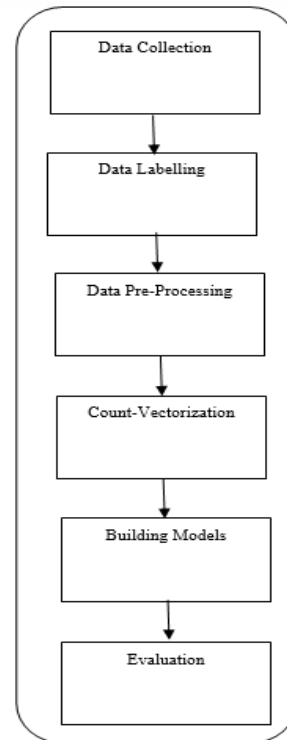 Data Collection
Data Labelling
Data Pre-Processing
Count-Vectorization
Building Models
Evaluation